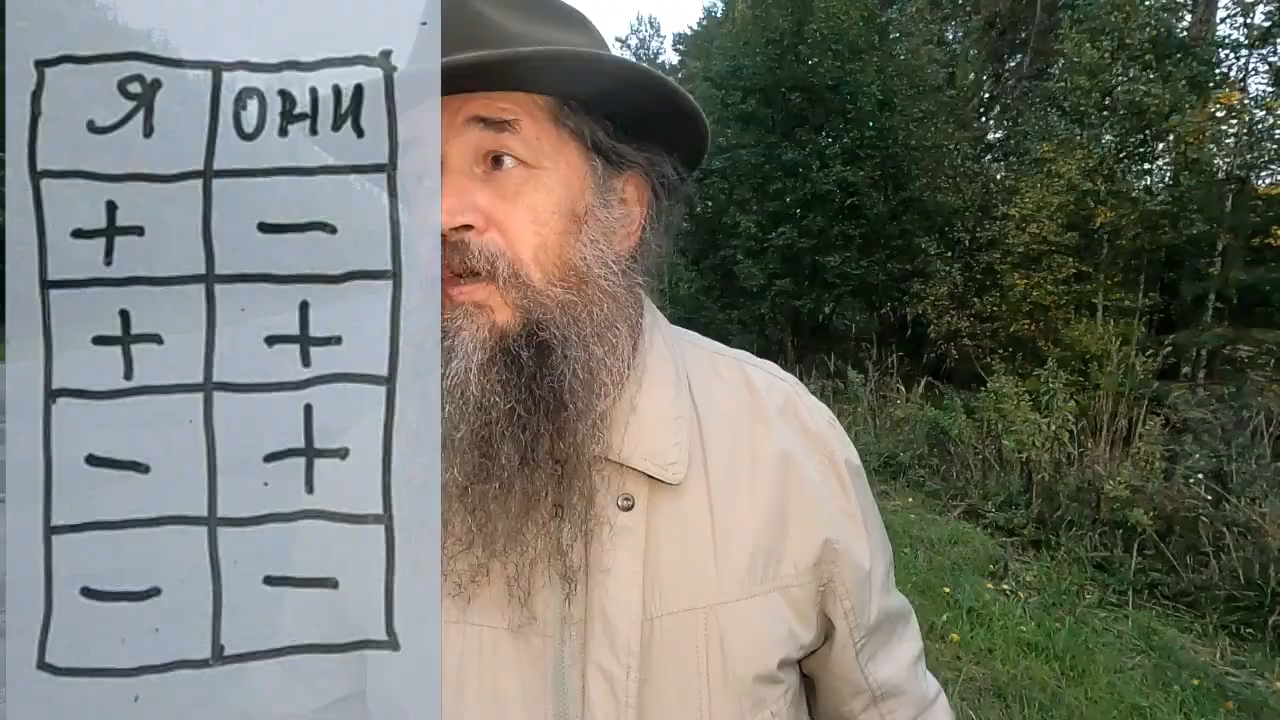 Я ОНИ
+ −
+ +
− +
− −